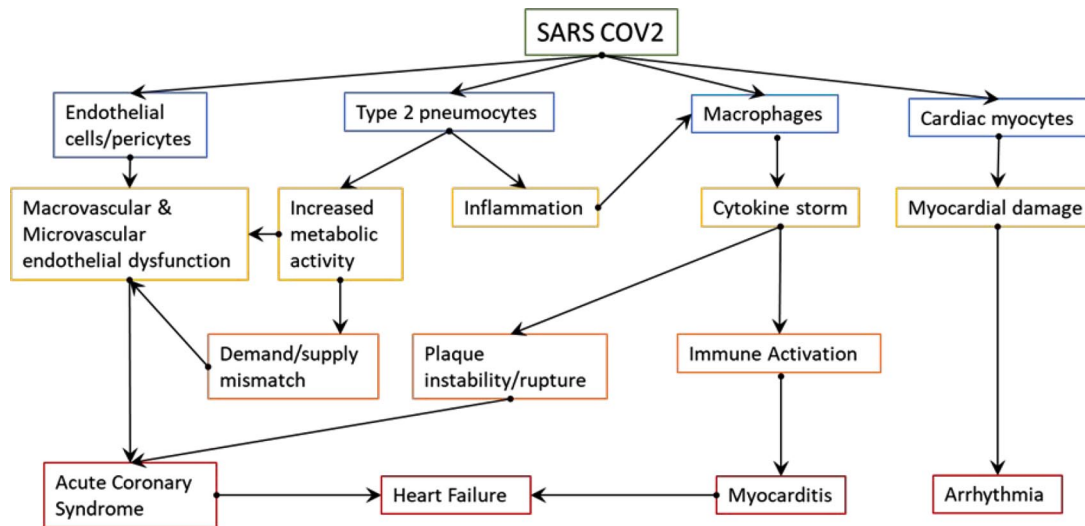 SARS COV2
Endothelial
cells/pericytes
Type 2 pneumocytes
Macrophages
Cardiac myocytes
Macrovascular &
Microvascular
endothelial dysfunction
Increased
metabolic
activity
Inflammation
Cytokine storm
Myocardial damage
Demand/supply
mismatch
Plaque
instability/rupture
Immune Activation
Acute Coronary
Syndrome
Heart Failure
Myocarditis
Arrhythmia